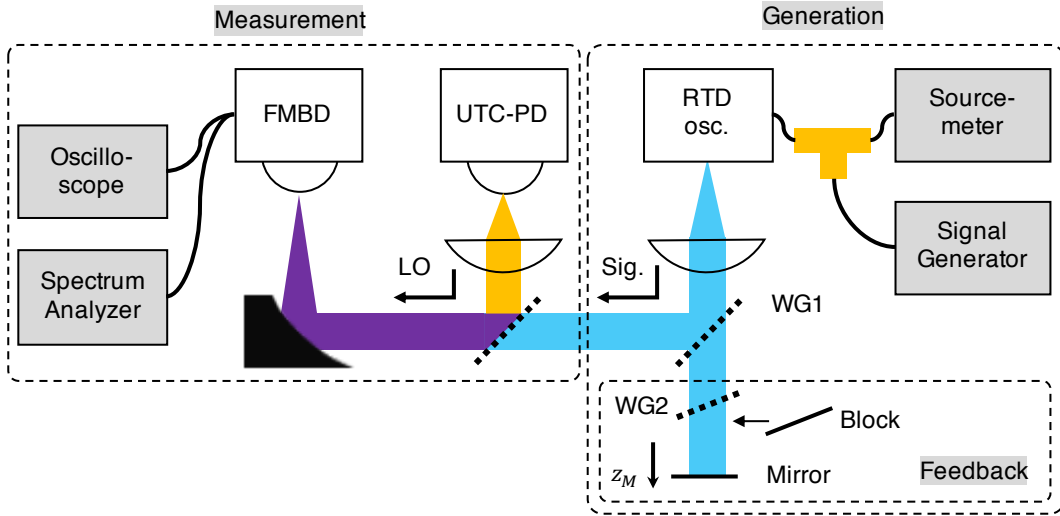 Measurement
Generation
FMBD
UTC-PD
RTD
osc.
Source-
meter
Oscillo-
scope
Signal
Generator
Spectrum
Analyzer
LO
Sig.
WG1
WG2
Block
z_M
Mirror
Feedback